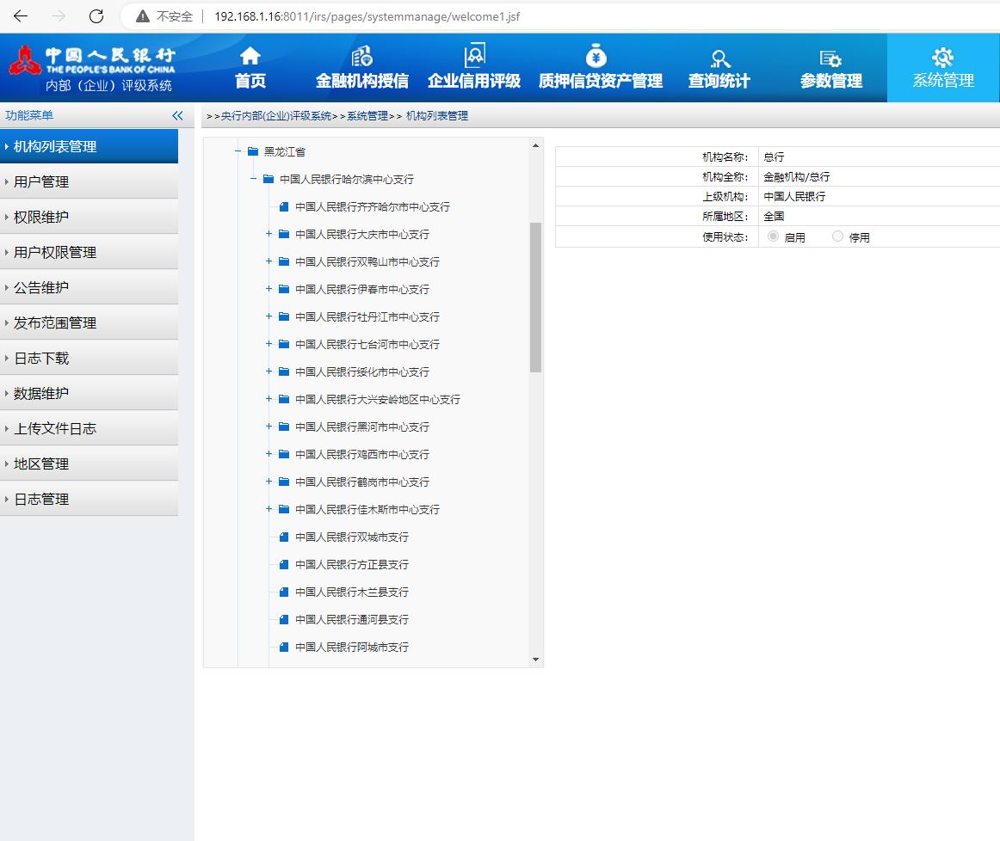 不安全 192.168.1.16:8011/irs/pages/systemmanage/welcome1.jsf
中国人民银行
THE PEOPLE'S BANK OF CHINA
内部（企业）评级系统
首页 金融机构授信 企业信用评级 质押信贷资产管理 查询统计 参数管理 系统管理
功能菜单
>>央行内部(企业)评级系统>>系统管理>> 机构列表管理
机构列表管理
用户管理
权限维护
用户权限管理
公告维护
发布范围管理
日志下载
数据维护
上传文件日志
地区管理
日志管理
黑龙江省
中国人民银行哈尔滨中心支行
中国人民银行齐齐哈尔市中心支行
中国人民银行大庆市中心支行
中国人民银行双鸭山市中心支行
中国人民银行伊春市中心支行
中国人民银行牡丹江市中心支行
中国人民银行七台河市中心支行
中国人民银行绥化市中心支行
中国人民银行大兴安岭地区中心支行
中国人民银行黑河市中心支行
中国人民银行鸡西市中心支行
中国人民银行鹤岗市中心支行
中国人民银行佳木斯市中心支行
中国人民银行双城市支行
中国人民银行方正县支行
中国人民银行木兰县支行
中国人民银行通河县支行
中国人民银行阿城市支行
机构名称: 总行
机构全称: 金融机构/总行
上级机构: 中国人民银行
所属地区: 全国
使用状态: 启用 停用